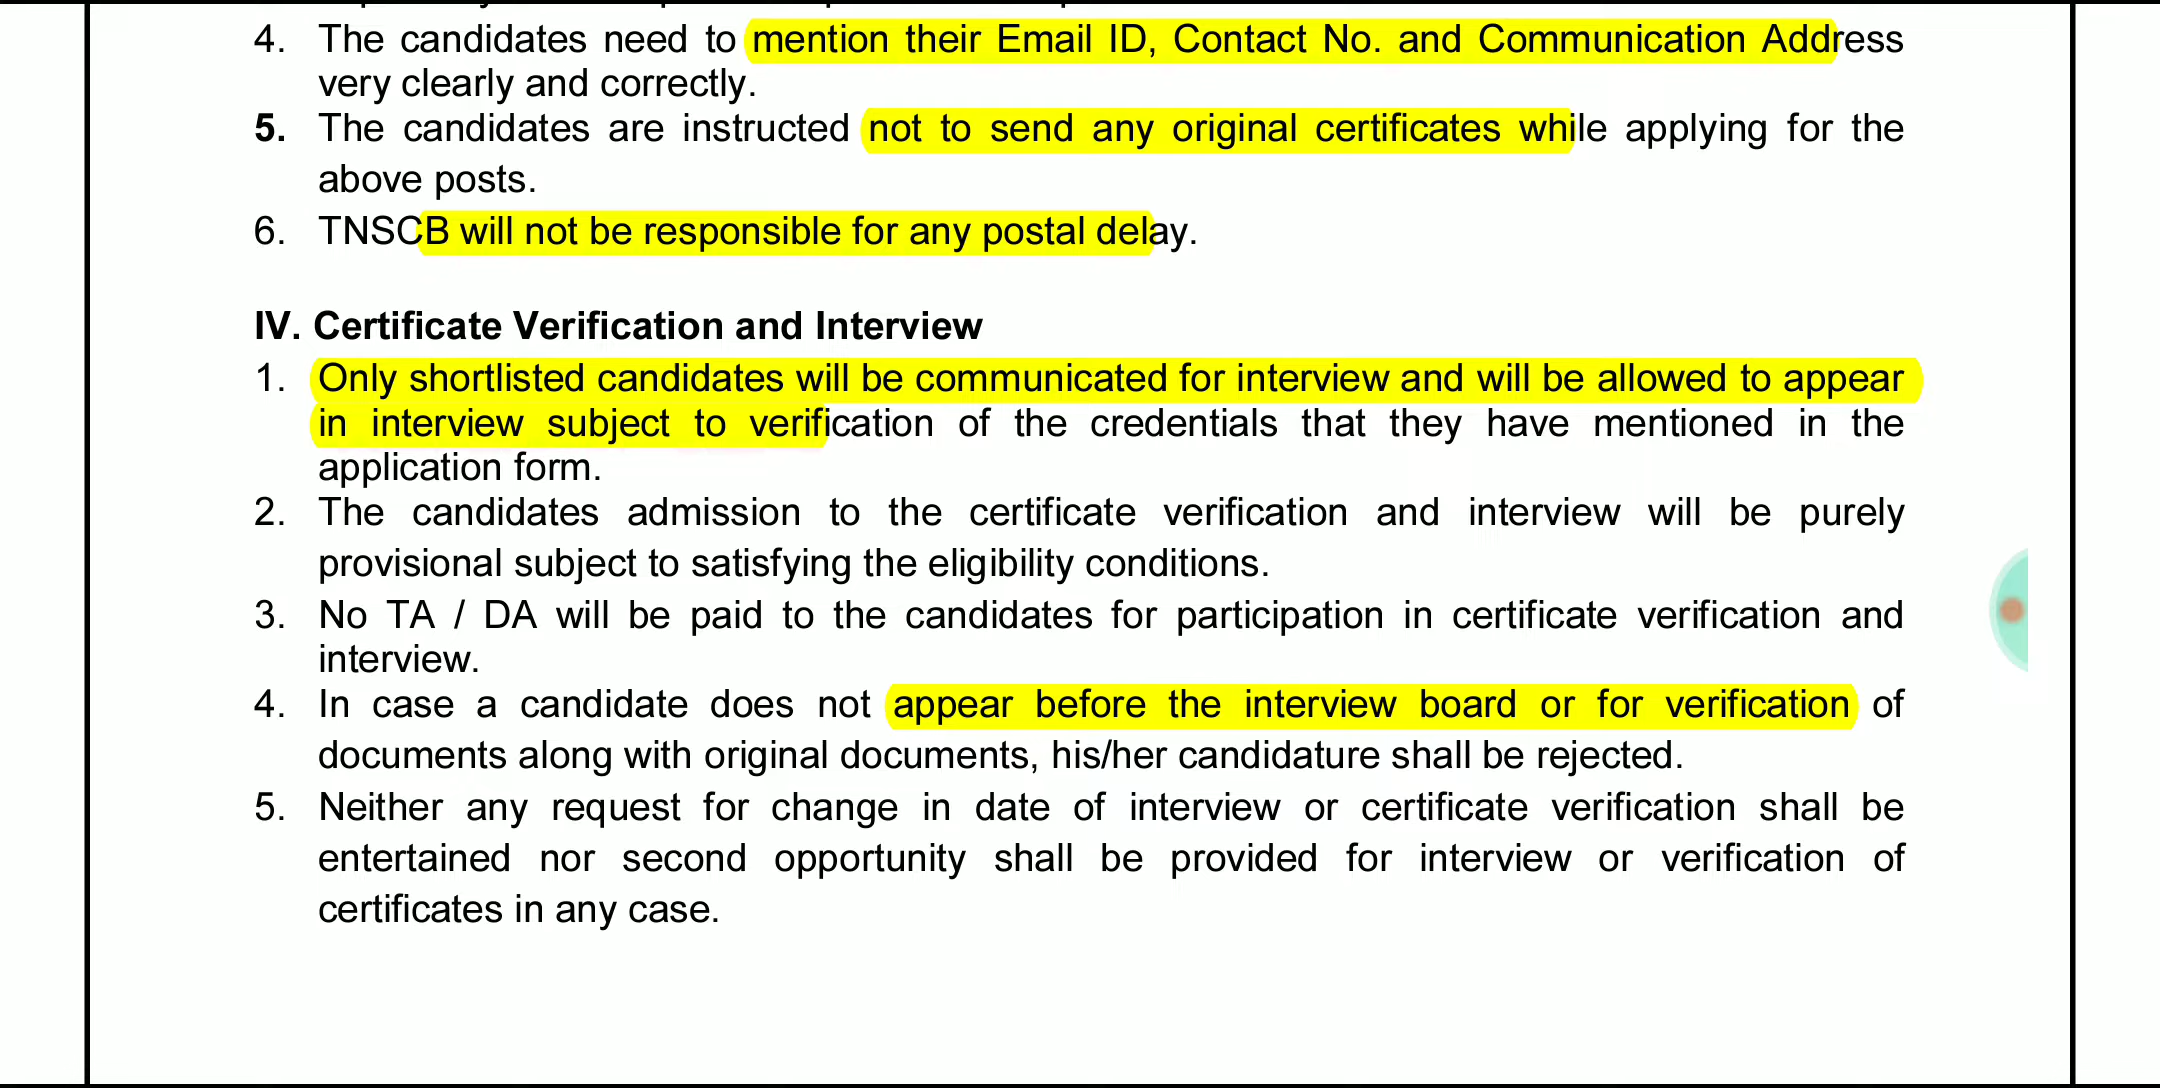 4. The candidates need to mention their Email ID, Contact No. and Communication Address
very clearly and correctly.
5. The candidates are instructed not to send any original certificates while applying for the
above posts.
6. TNSCB will not be responsible for any postal delay.
IV. Certificate Verification and Interview
1. Only shortlisted candidates will be communicated for interview and will be allowed to appear
in interview subject to verification of the credentials that they have mentioned in the
application form.
2. The candidates admission to the certificate verification and interview will be purely
provisional subject to satisfying the eligibility conditions.
3. No TA / DA will be paid to the candidates for participation in certificate verification and
interview.
4. In case a candidate does not appear before the interview board or for verification of
documents along with original documents, his/her candidature shall be rejected.
5. Neither any request for change in date of interview or certificate verification shall be
entertained nor second opportunity shall be provided for interview or verification of
certificates in any case.